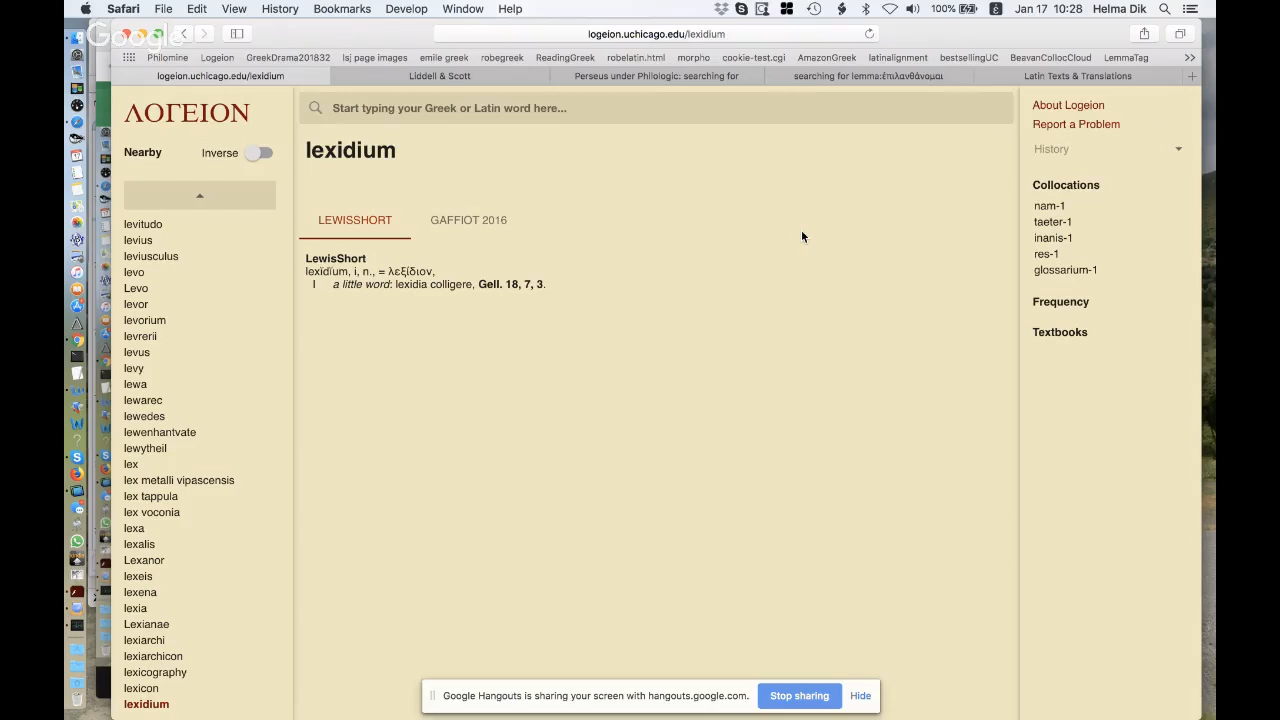 Safari File Edit View History Bookmarks Develop Window Help 100% Jan 17 10:28 Helma Dik
Google
logeion.uchicago.edu/lexidium
Philomine Logeion GreekDrama201832 lsj page images emile greek robegreek ReadingGreek robelatin.html morpho cookie-test.cgi AmazonGreek latinalignment bestsellingUC BeavanCollocCloud LemmaTag
logeion.uchicago.edu/lexidium Liddell & Scott Perseus under Philologic: searching for searching for lemma:ἐπιλανθάνομαι Latin Texts & Translations
ΛΟΓΕΙΟΝ
Nearby Inverse
levitudo
levius
leviusculus
levo
Levo
levor
levorium
levrerii
levus
levy
lewa
lewarec
lewedes
lewenhantvate
lewytheil
lex
lex metalli vipascensis
lex tappula
lex voconia
lexa
lexalis
Lexanor
lexeis
lexena
lexia
Lexianae
lexiarchi
lexiarchicon
lexicography
lexicon
lexidium
Start typing your Greek or Latin word here...
lexidium
LEWISSHORT GAFFIOT 2016
LewisShort
lexĭdĭum, i, n., = λεξίδιον,
I a little word: lexidia colligere, Gell. 18, 7, 3.
About Logeion
Report a Problem
History
Collocations
nam-1
taeter-1
inanis-1
res-1
glossarium-1
Frequency
Textbooks
Google Hangouts is sharing your screen with hangouts.google.com. Stop sharing Hide